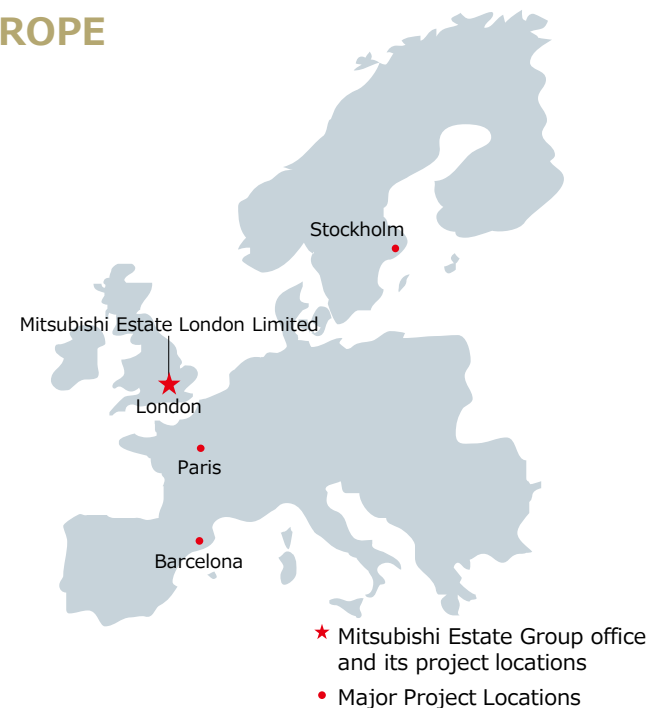 ROPE
Stockholm
Mitsubishi Estate London Limited
London
Paris
Barcelona
Mitsubishi Estate Group office
and its project locations
Major Project Locations